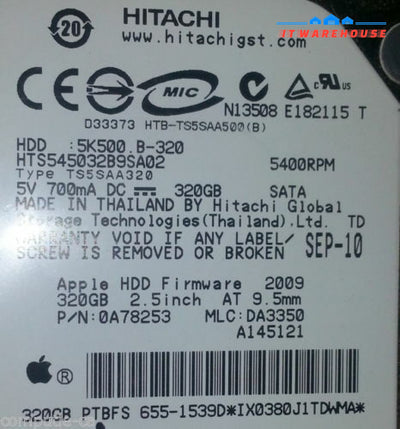 IT WAREHOUSE
20
HITACHI
www.hitachigst.com
CE MIC N13508 E182115 T
D33373 HTB-TS5SAA500(B)
HDD :5K500.B-320
HTS545032B9SA02 5400RPM
Type TS5SAA320
5V 700mA DC 320GB SATA
MADE IN THAILAND BY Hitachi Global
Storage Technologies(Thailand),Ltd. TD
WARRANTY VOID IF ANY LABEL/ SEP-10
SCREW IS REMOVED OR BROKEN
Apple HDD Firmware 2009
320GB 2.5inch AT 9.5mm
P/N:0A78253 MLC:DA3350
A145121
®
320GB PTBFS 655-1539D*IX0380J1TDWMA*